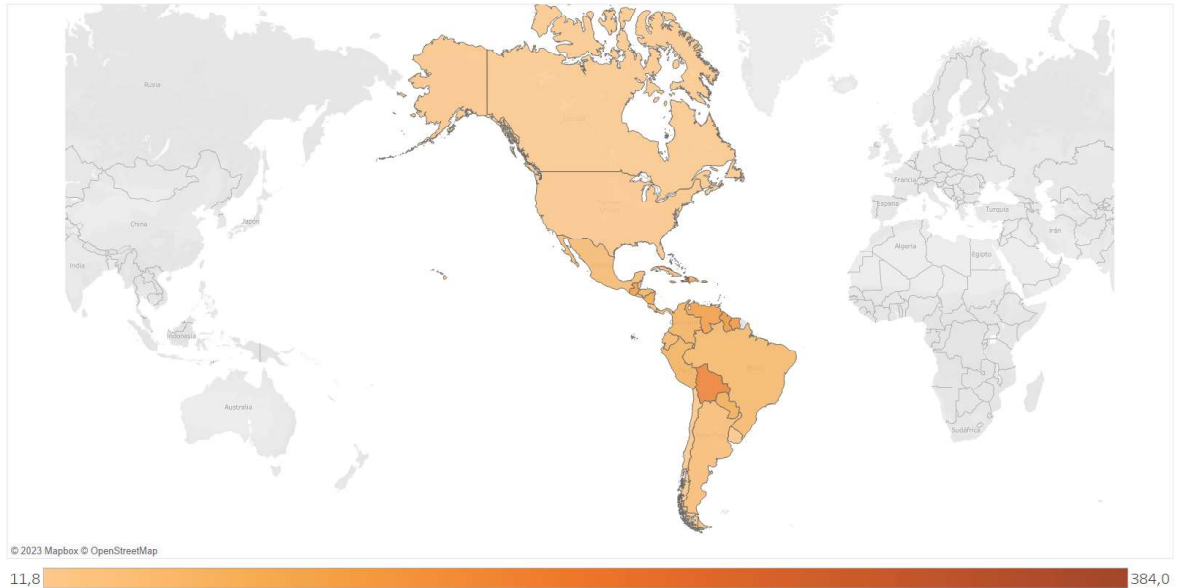 Rusia
China
Japón
India
Indonesia
Australia
Francia
España
Turquía
Irán
Argelia
Egipto
Sudáfrica
© 2023 Mapbox © OpenStreetMap
11,8 384,0